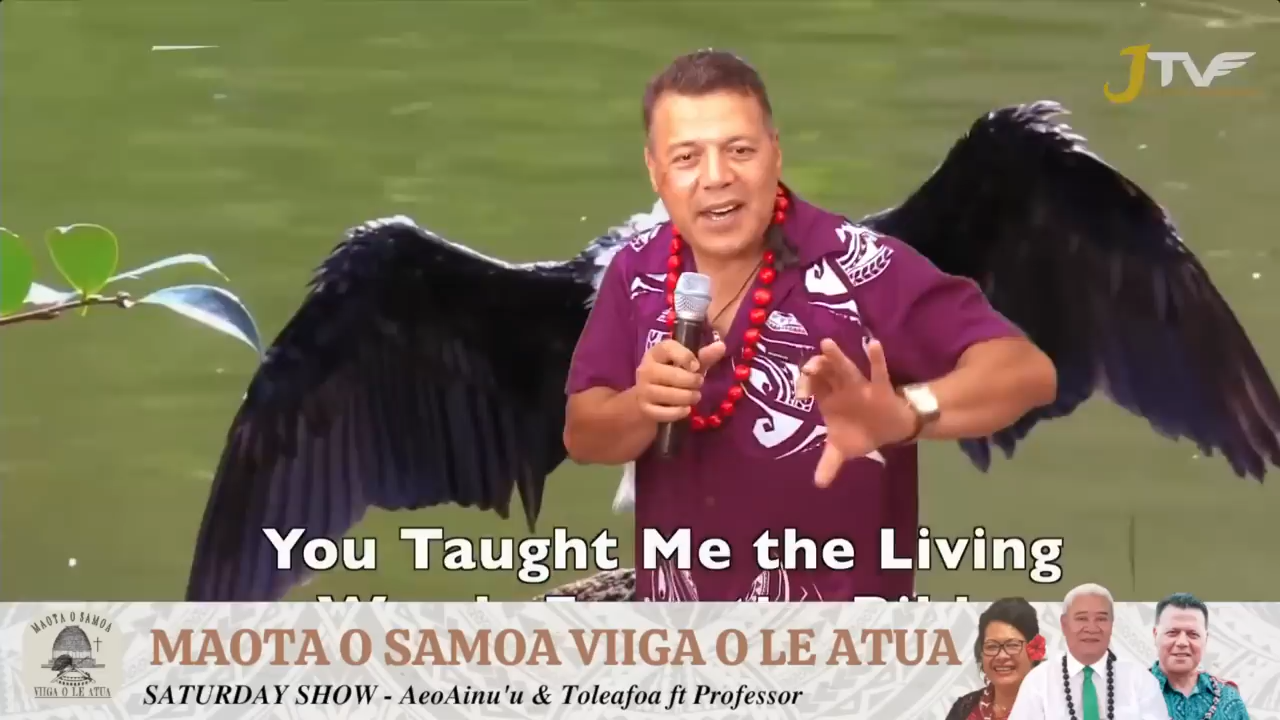 JTV
You Taught Me the Living
MAOTA O SAMOA
VIIGA O LE ATUA
MAOTA O SAMOA VIIGA O LE ATUA
SATURDAY SHOW - AeoAinu'u & Toleafoa ft Professor